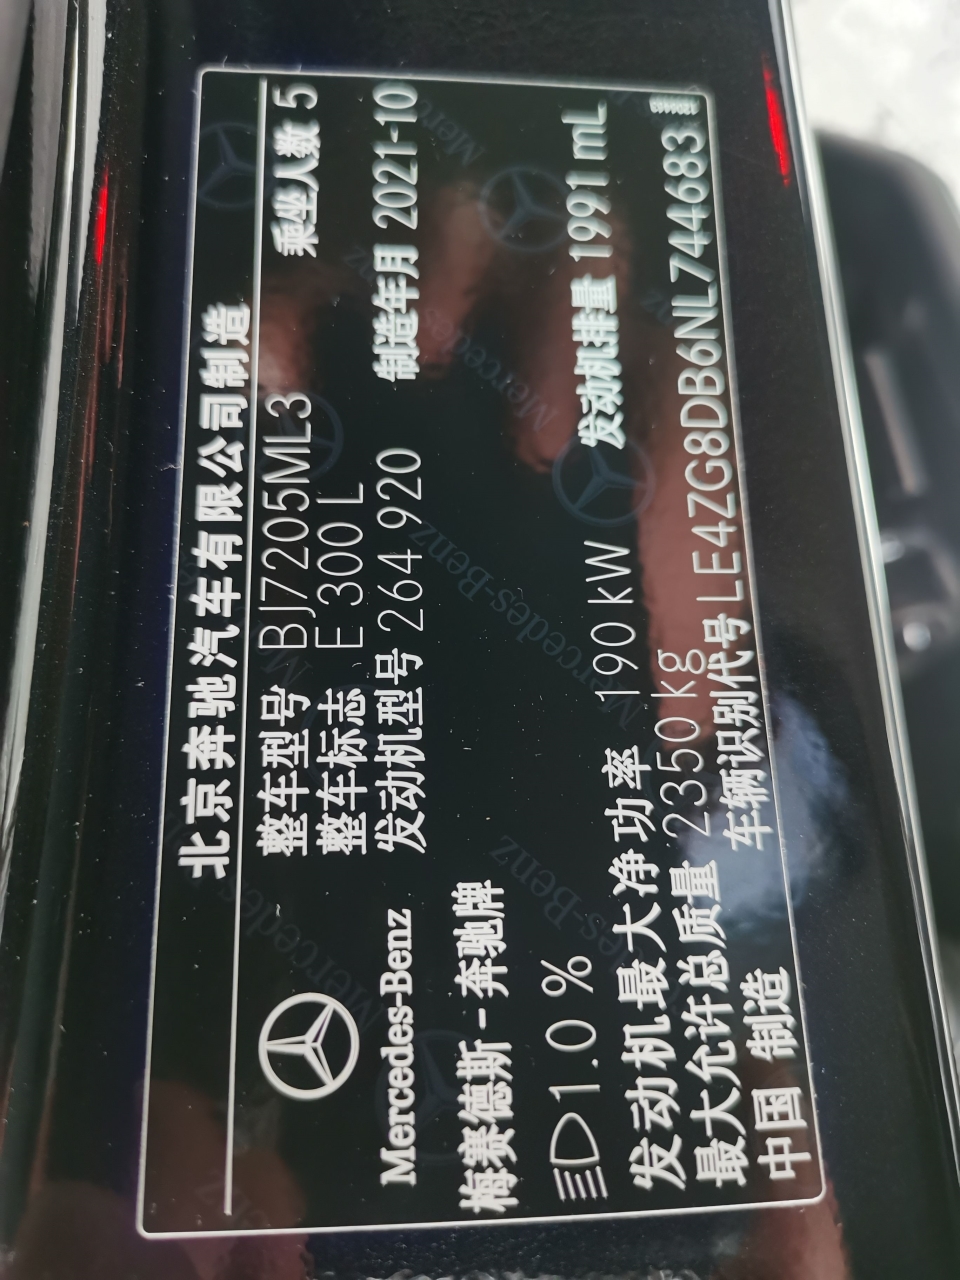 北京奔驰汽车有限公司制造
整车型号 BJ7205ML3 乘坐人数 5
整车标志 E 300 L
发动机型号 264 920 制造年月 2021-10
Mercedes-Benz
梅赛德斯-奔驰牌
1.0 %
发动机最大净功率 190 kW 发动机排量 1991 mL
最大允许总质量 2350 kg
中国 制造 车辆识别代号 LE4ZG8DB6NL744683